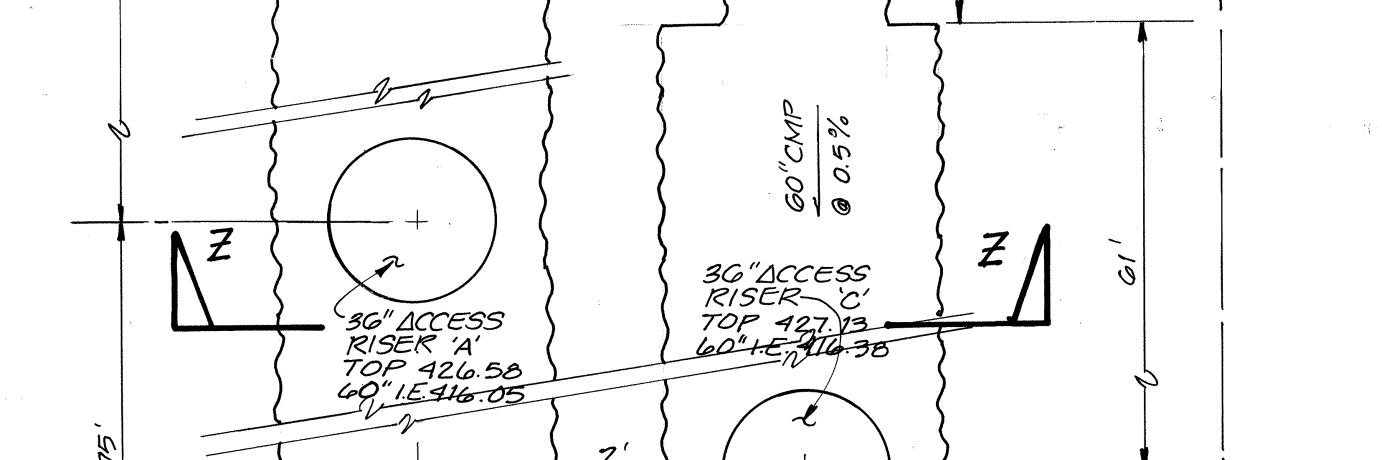 60"CMP
@ 0.5%
Z
Z
61'
36" ACCESS
RISER 'C'
TOP 427.13
60" I.E. 416.38
36" ACCESS
RISER 'A'
TOP 426.58
60" I.E. 416.05